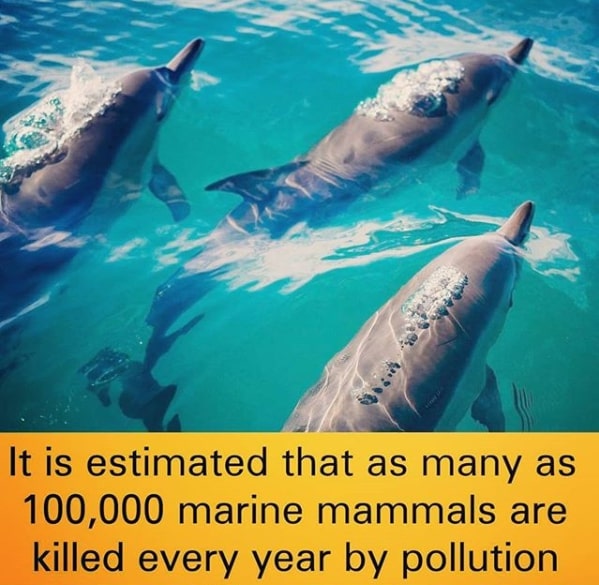 It is estimated that as many as
100,000 marine mammals are
killed every year by pollution